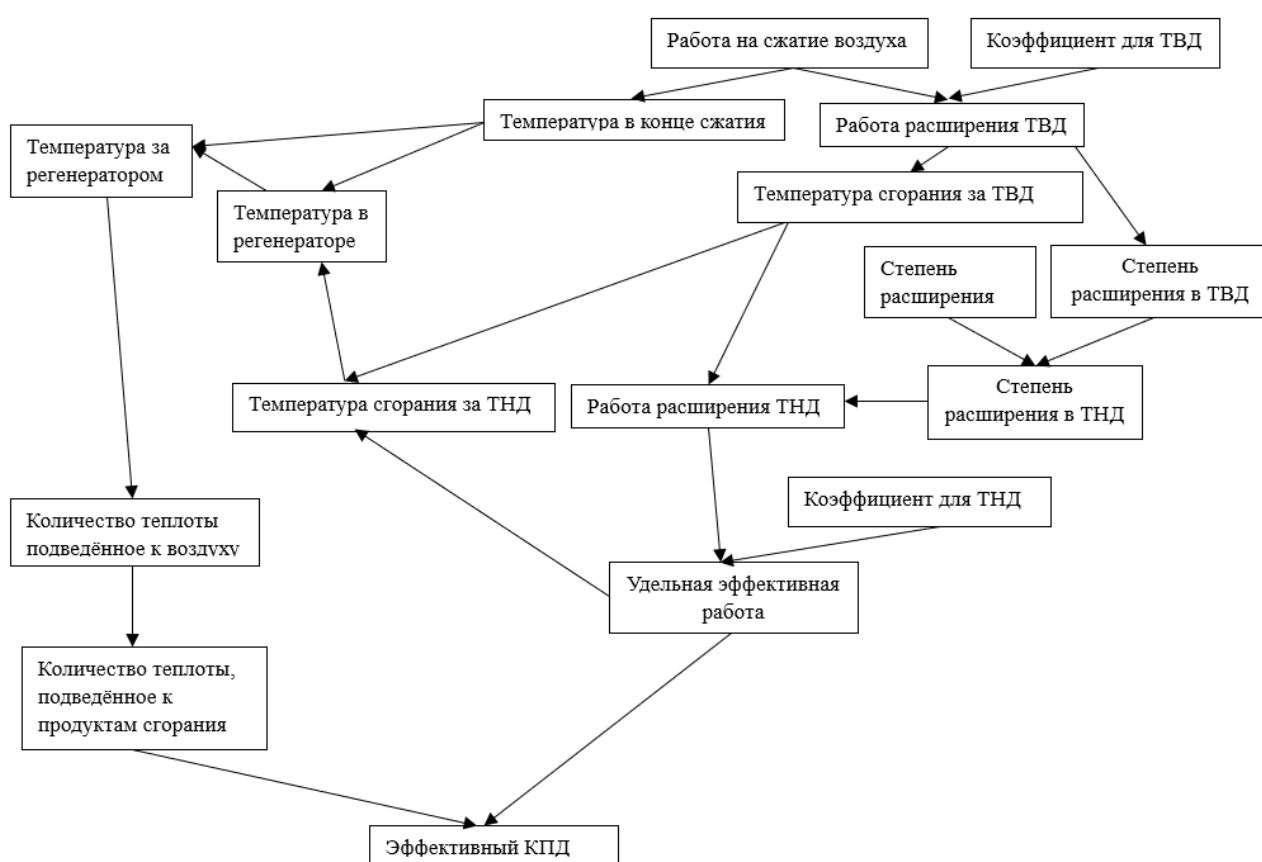 Работа на сжатие воздуха
Коэффициент для ТВД
Температура в конце сжатия
Работа расширения ТВД
Температура за
регенератором
Температура сгорания за ТВД
Температура в
регенераторе
Степень
расширения
Степень
расширения в ТВД
Температура сгорания за ТНД
Работа расширения ТНД
Степень
расширения в ТНД
Коэффициент для ТНД
Количество теплоты
подведённое к воздуху
Удельная эффективная
работа
Количество теплоты,
подведённое к
продуктам сгорания
Эффективный КПД